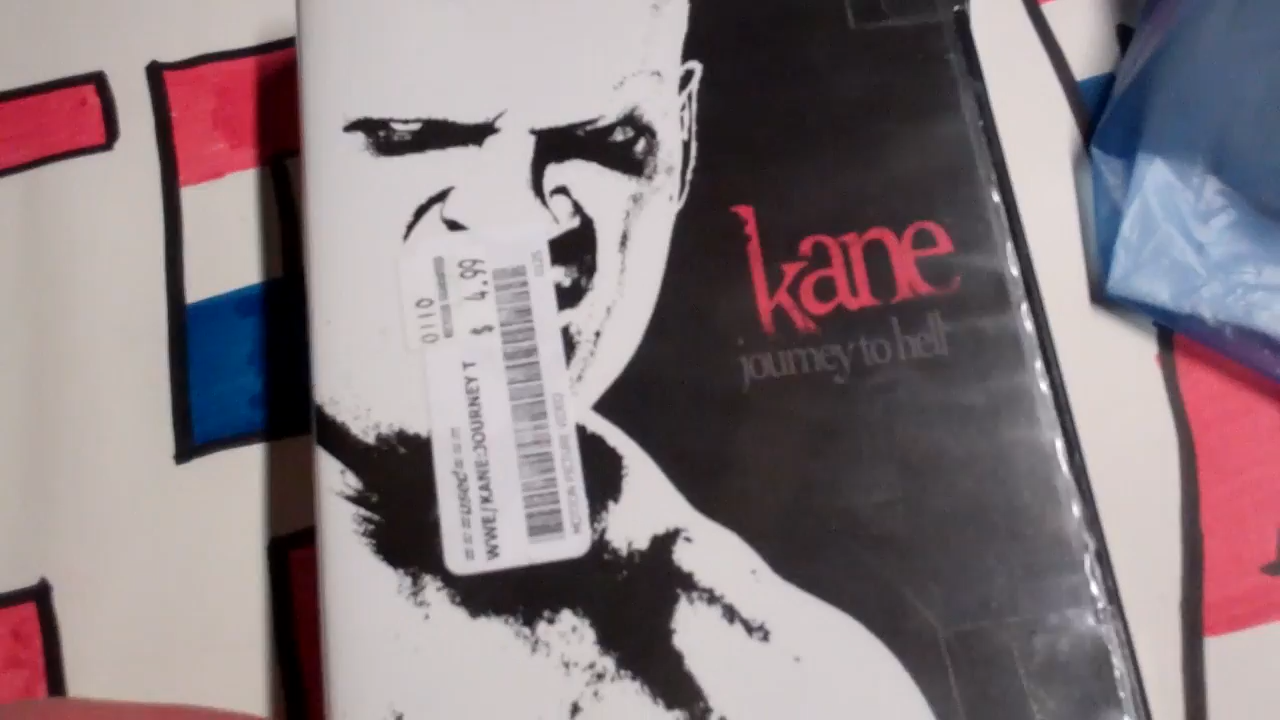 kane
journey to hell
0110
$ 4.99
===used===
WWE/KANE:JOURNEY T
MOTION PICTURE VIDEO